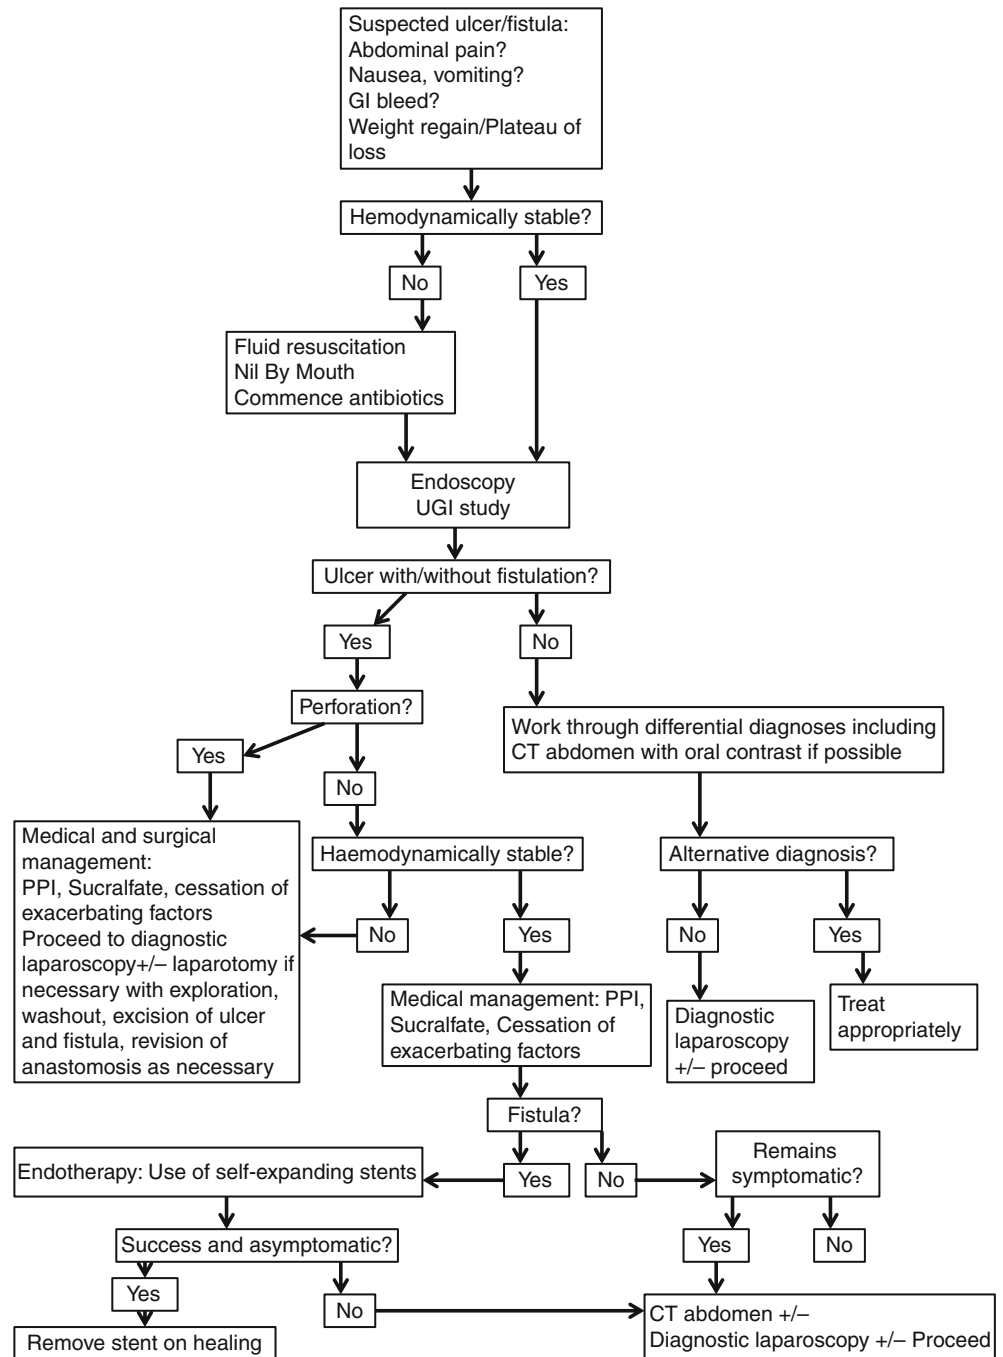 Suspected ulcer/fistula:
Abdominal pain?
Nausea, vomiting?
GI bleed?
Weight regain/Plateau of
loss
Hemodynamically stable?
No
Yes
Fluid resuscitation
Nil By Mouth
Commence antibiotics
Endoscopy
UGI study
Ulcer with/without fistulation?
Yes
No
Perforation?
Work through differential diagnoses including
CT abdomen with oral contrast if possible
Yes
No
Medical and surgical
management:
PPI, Sucralfate, cessation of
exacerbating factors
Proceed to diagnostic
laparoscopy+/– laparotomy if
necessary with exploration,
washout, excision of ulcer
and fistula, revision of
anastomosis as necessary
Haemodynamically stable?
Alternative diagnosis?
No
Yes
No
Yes
Medical management: PPI,
Sucralfate, Cessation of
exacerbating factors
Diagnostic
laparoscopy
+/– proceed
Treat
appropriately
Fistula?
Endotherapy: Use of self-expanding stents
Yes
No
Remains
symptomatic?
Success and asymptomatic?
Yes
No
Yes
No
Remove stent on healing
CT abdomen +/–
Diagnostic laparoscopy +/– Proceed